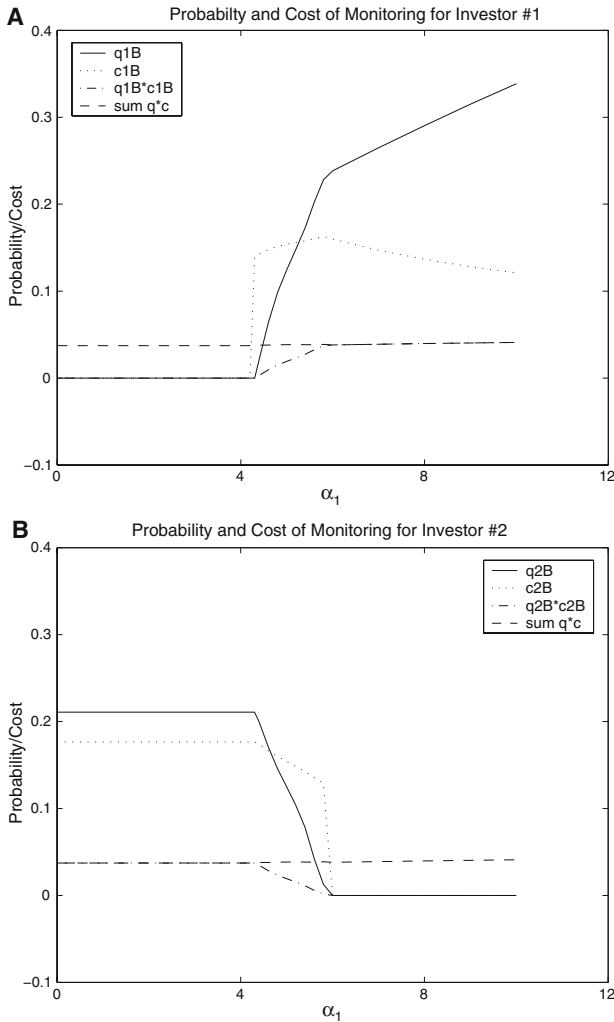 A
Probabilty and Cost of Monitoring for Investor #1
q1B
c1B
q1B*c1B
sum q*c
0.4
0.3
0.2
0.1
0
−0.1
Probability/Cost
0
4
8
12
α1
B
Probability and Cost of Monitoring for Investor #2
q2B
c2B
q2B*c2B
sum q*c
0.4
0.3
0.2
0.1
0
−0.1
Probability/Cost
0
4
8
12
α1